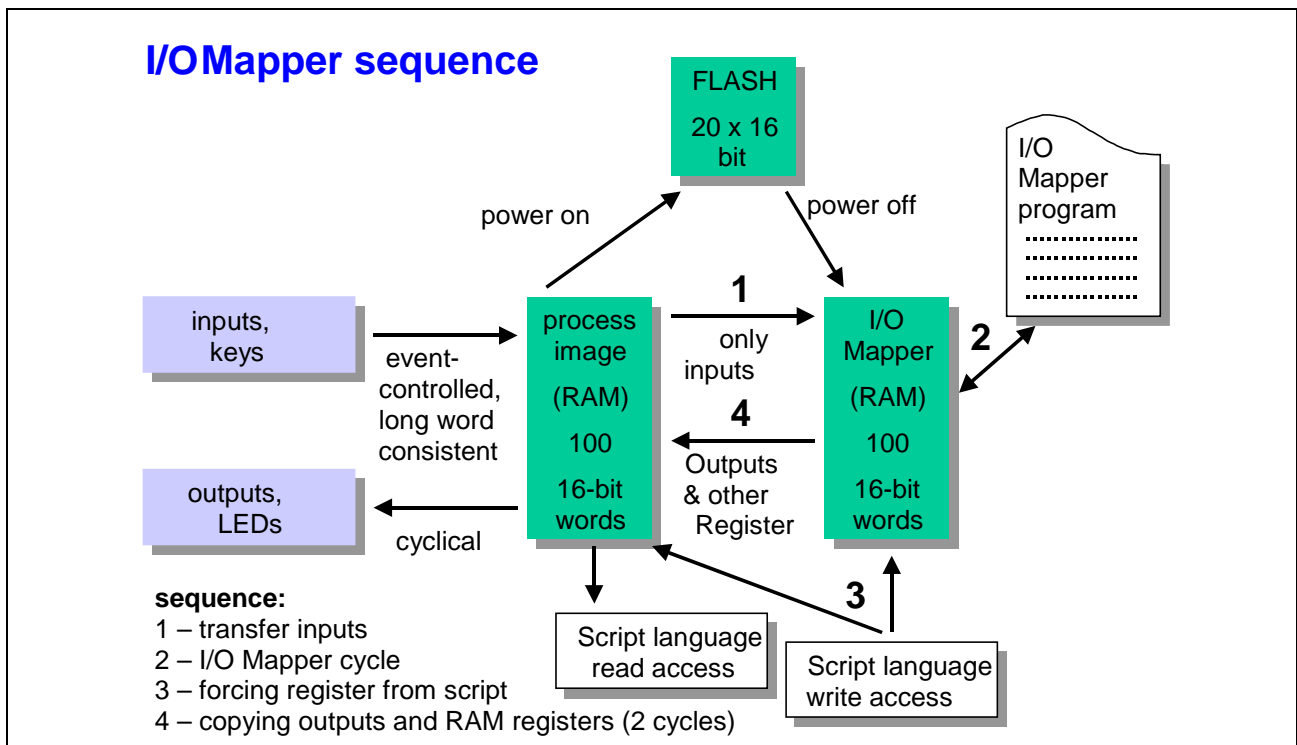 I/O Mapper sequence
FLASH
20 x 16
bit
I/O
Mapper
program
power on
power off
inputs,
keys
event-
controlled,
long word
consistent
process
image
(RAM)
100
16-bit
words
1
only
inputs
4
Outputs
& other
Register
I/O
Mapper
(RAM)
100
16-bit
words
2
outputs,
LEDs
cyclical
3
Script language
read access
Script language
write access
sequence:
1 – transfer inputs
2 – I/O Mapper cycle
3 – forcing register from script
4 – copying outputs and RAM registers (2 cycles)